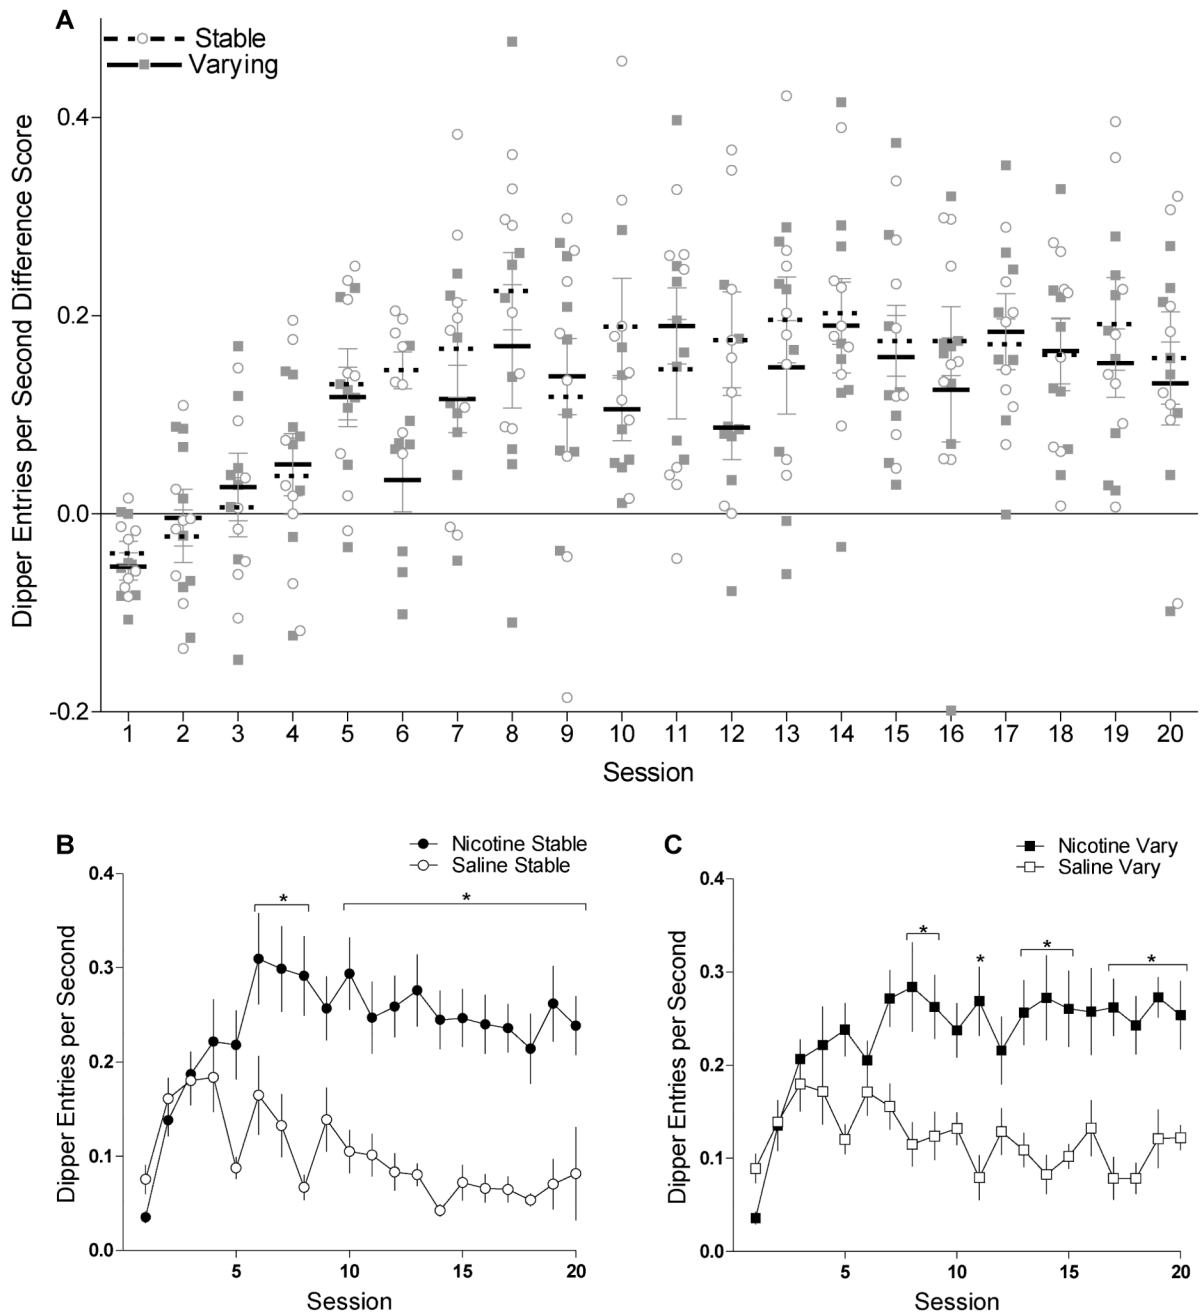 A
Stable
Varying
Dipper Entries per Second Difference Score
0.4
0.2
0.0
-0.2
1 2 3 4 5 6 7 8 9 10 11 12 13 14 15 16 17 18 19 20
Session
B
Nicotine Stable
Saline Stable
Dipper Entries per Second
0.4
0.3
0.2
0.1
0.0
* *
5 10 15 20
Session
C
Nicotine Vary
Saline Vary
Dipper Entries per Second
0.4
0.3
0.2
0.1
0.0
* * * *
5 10 15 20
Session